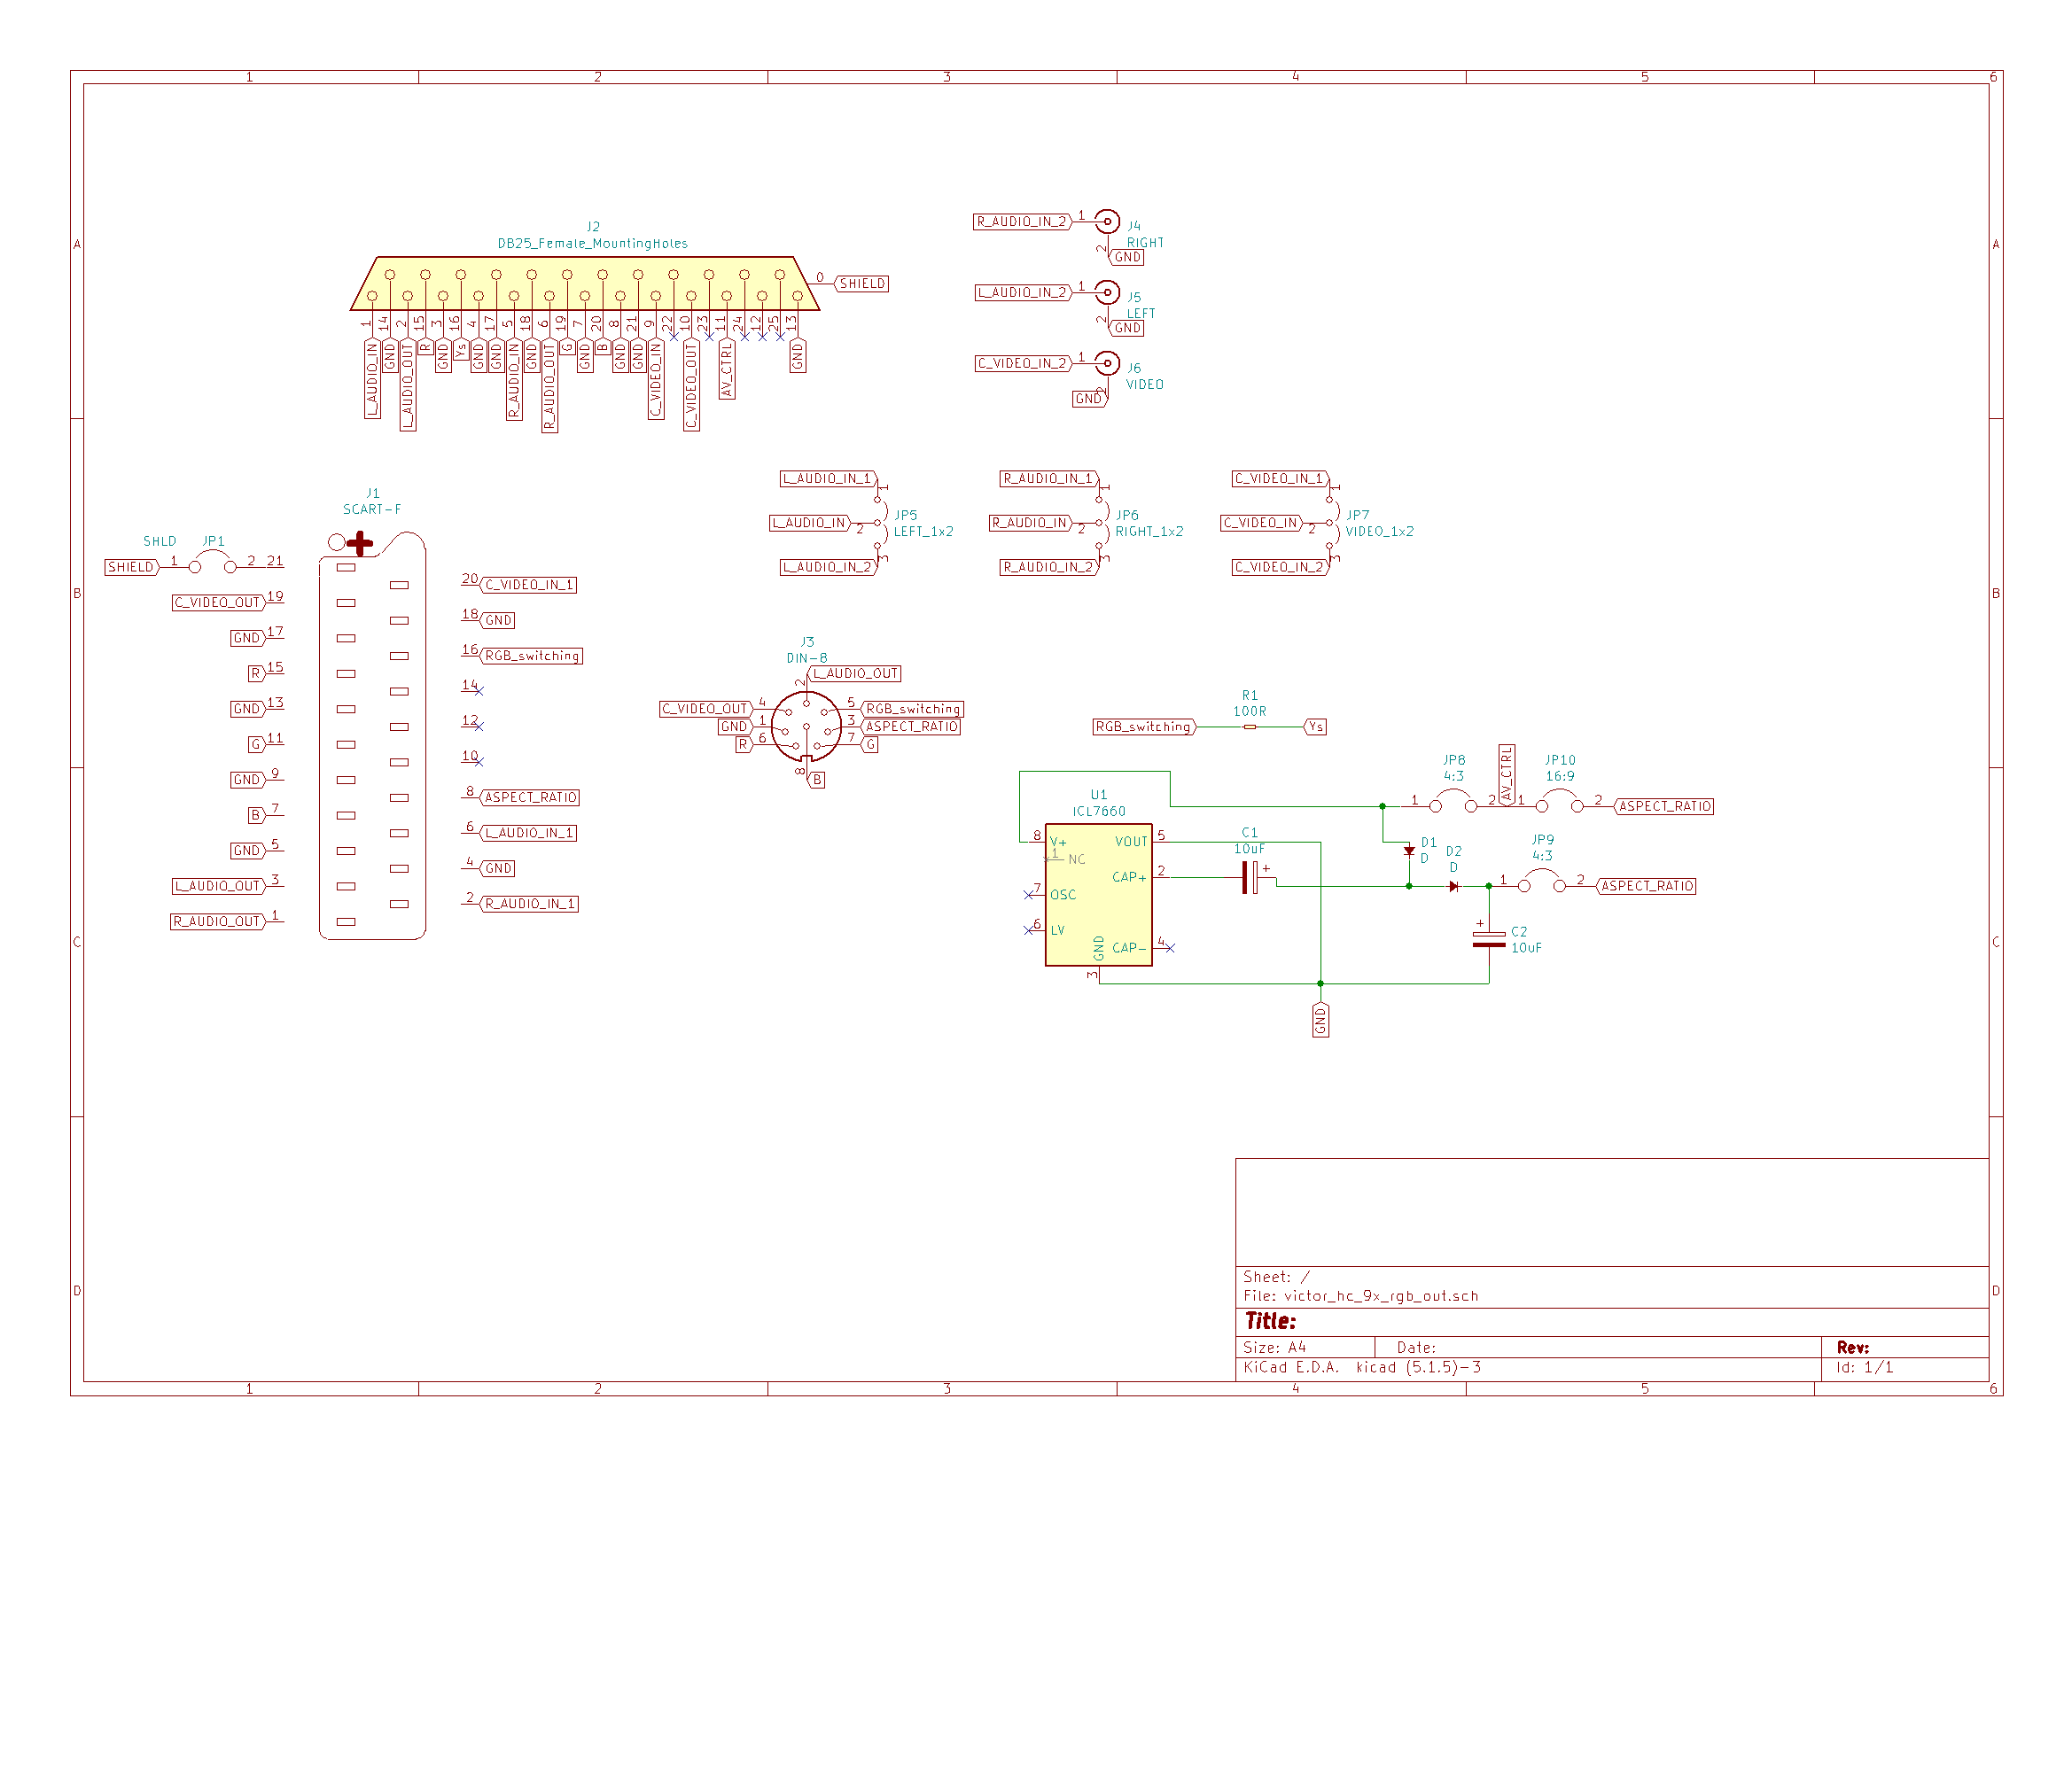 1 2 3 4 5 6
A A
B B
C C
D D
J2
DB25_Female_MountingHoles
0 SHIELD
1 14 2 15 3 16 4 17 5 18 6 19 7 20 8 21 9 22 10 23 11 24 12 25 13
L_AUDIO_IN
GND
L_AUDIO_OUT
R
GND
Ys
GND
GND
R_AUDIO_IN
GND
R_AUDIO_OUT
G
GND
B
GND
GND
C_VIDEO_IN
C_VIDEO_OUT
AV_CTRL
GND
R_AUDIO_IN_2 1
J4
RIGHT
2 GND
L_AUDIO_IN_2 1
J5
LEFT
2 GND
C_VIDEO_IN_2 1
J6
VIDEO
GND 2
L_AUDIO_IN_1 1
L_AUDIO_IN 2
JP5
LEFT_1x2
L_AUDIO_IN_2 3
R_AUDIO_IN_1 1
R_AUDIO_IN 2
JP6
RIGHT_1x2
R_AUDIO_IN_2 3
C_VIDEO_IN_1 1
C_VIDEO_IN 2
JP7
VIDEO_1x2
C_VIDEO_IN_2 3
J1
SCART-F
SHLD JP1
SHIELD 1 2 21
C_VIDEO_OUT 19
GND 17
R 15
GND 13
G 11
GND 9
B 7
GND 5
L_AUDIO_OUT 3
R_AUDIO_OUT 1
20 C_VIDEO_IN_1
18 GND
16 RGB_switching
14
12
10
8 ASPECT_RATIO
6 L_AUDIO_IN_1
4 GND
2 R_AUDIO_IN_1
J3
DIN-8
2 L_AUDIO_OUT
C_VIDEO_OUT 4
GND 1
R 6
5 RGB_switching
3 ASPECT_RATIO
7 G
8 B
R1
100R
RGB_switching Ys
U1
ICL7660
8 V+
1 NC
7 OSC
6 LV
VOUT 5
CAP+ 2
CAP- 4
GND 3
C1
10uF
+
JP8
4:3
1 2
AV_CTRL
JP10
16:9
1 2 ASPECT_RATIO
D1
D
D2
D
JP9
4:3
1 2 ASPECT_RATIO
+
C2
10uF
GND
Sheet: /
File: victor_hc_9x_rgb_out.sch
Title:
Size: A4 Date: Rev:
KiCad E.D.A. kicad (5.1.5)-3 Id: 1/1
1 2 3 4 5 6